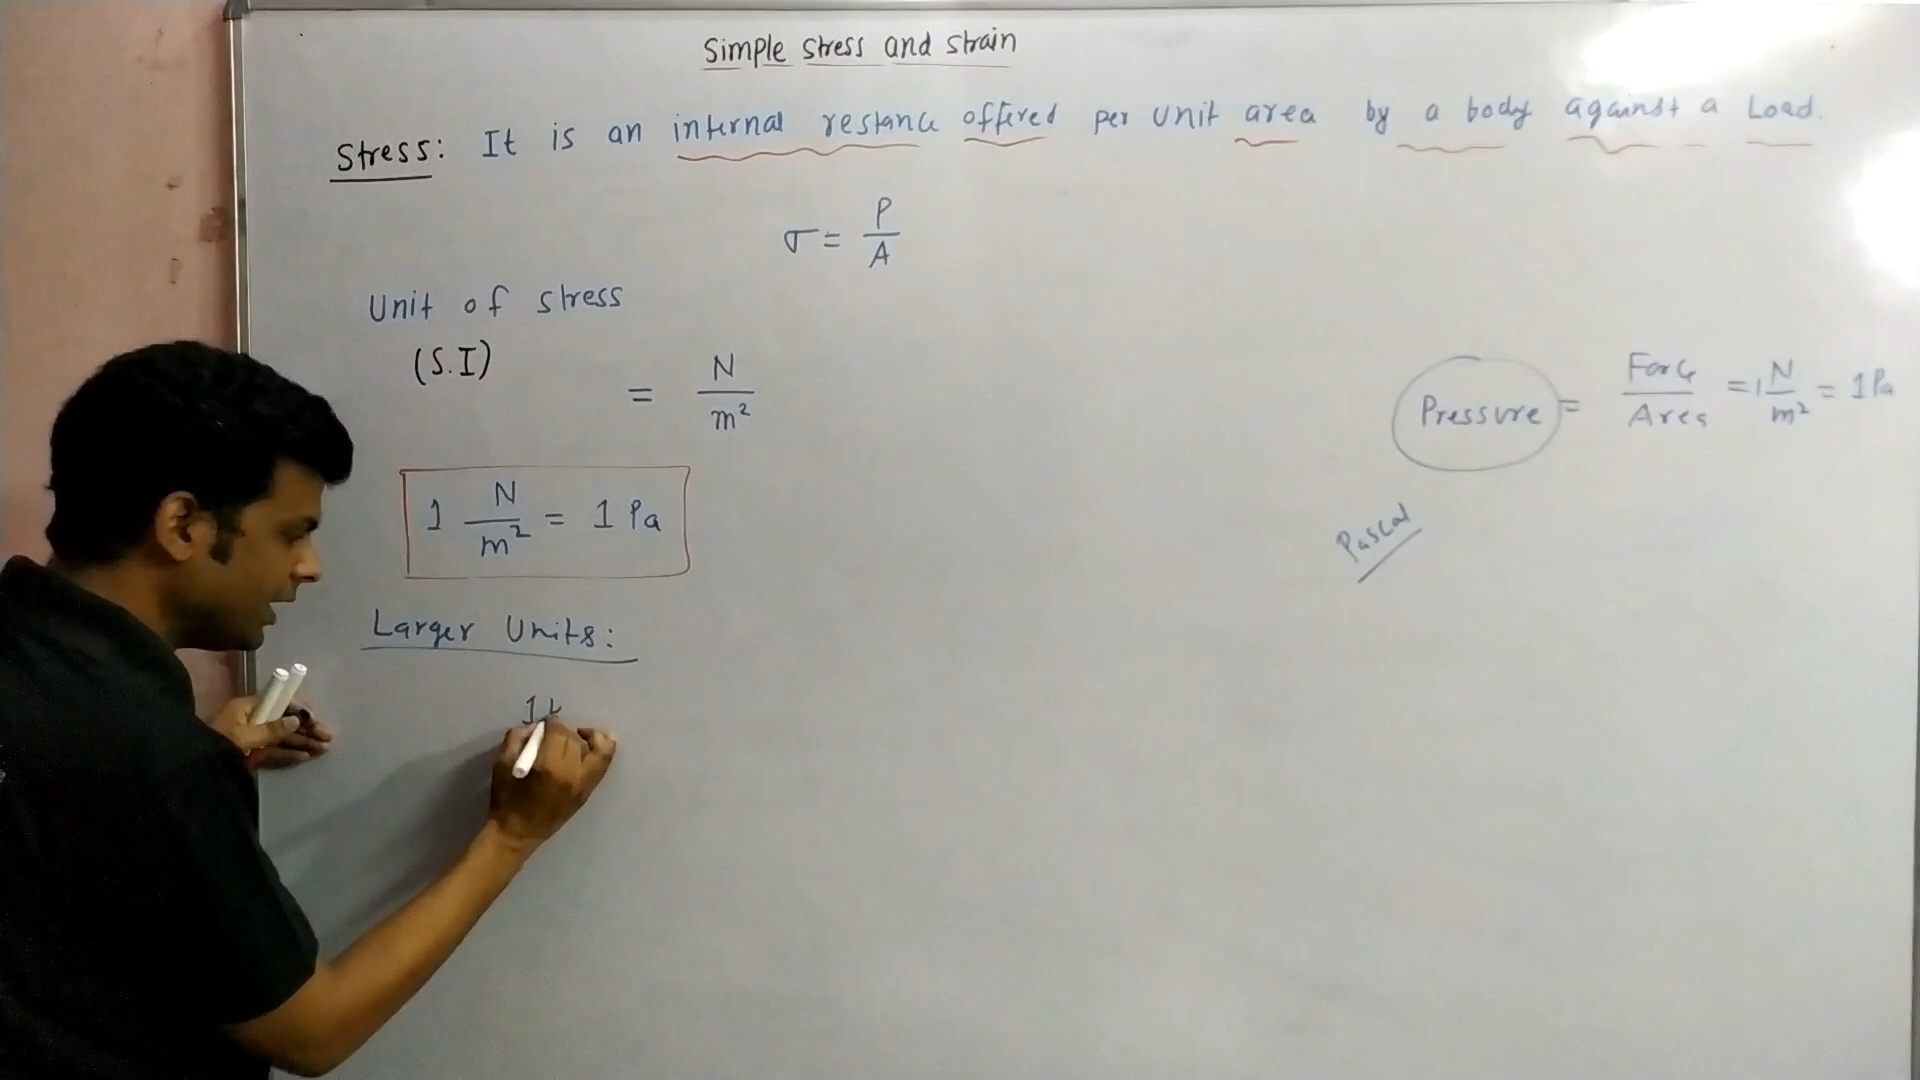 Simple stress and strain
Stress: It is an internal restance offered per unit area by a body against a Load.
σ = P/A
Unit of stress
(S.I)
= N/m²
Pressure = Force/Area = 1 N/m² = 1 Pa
1 N/m² = 1 Pa
Pascal
Larger Units:
1